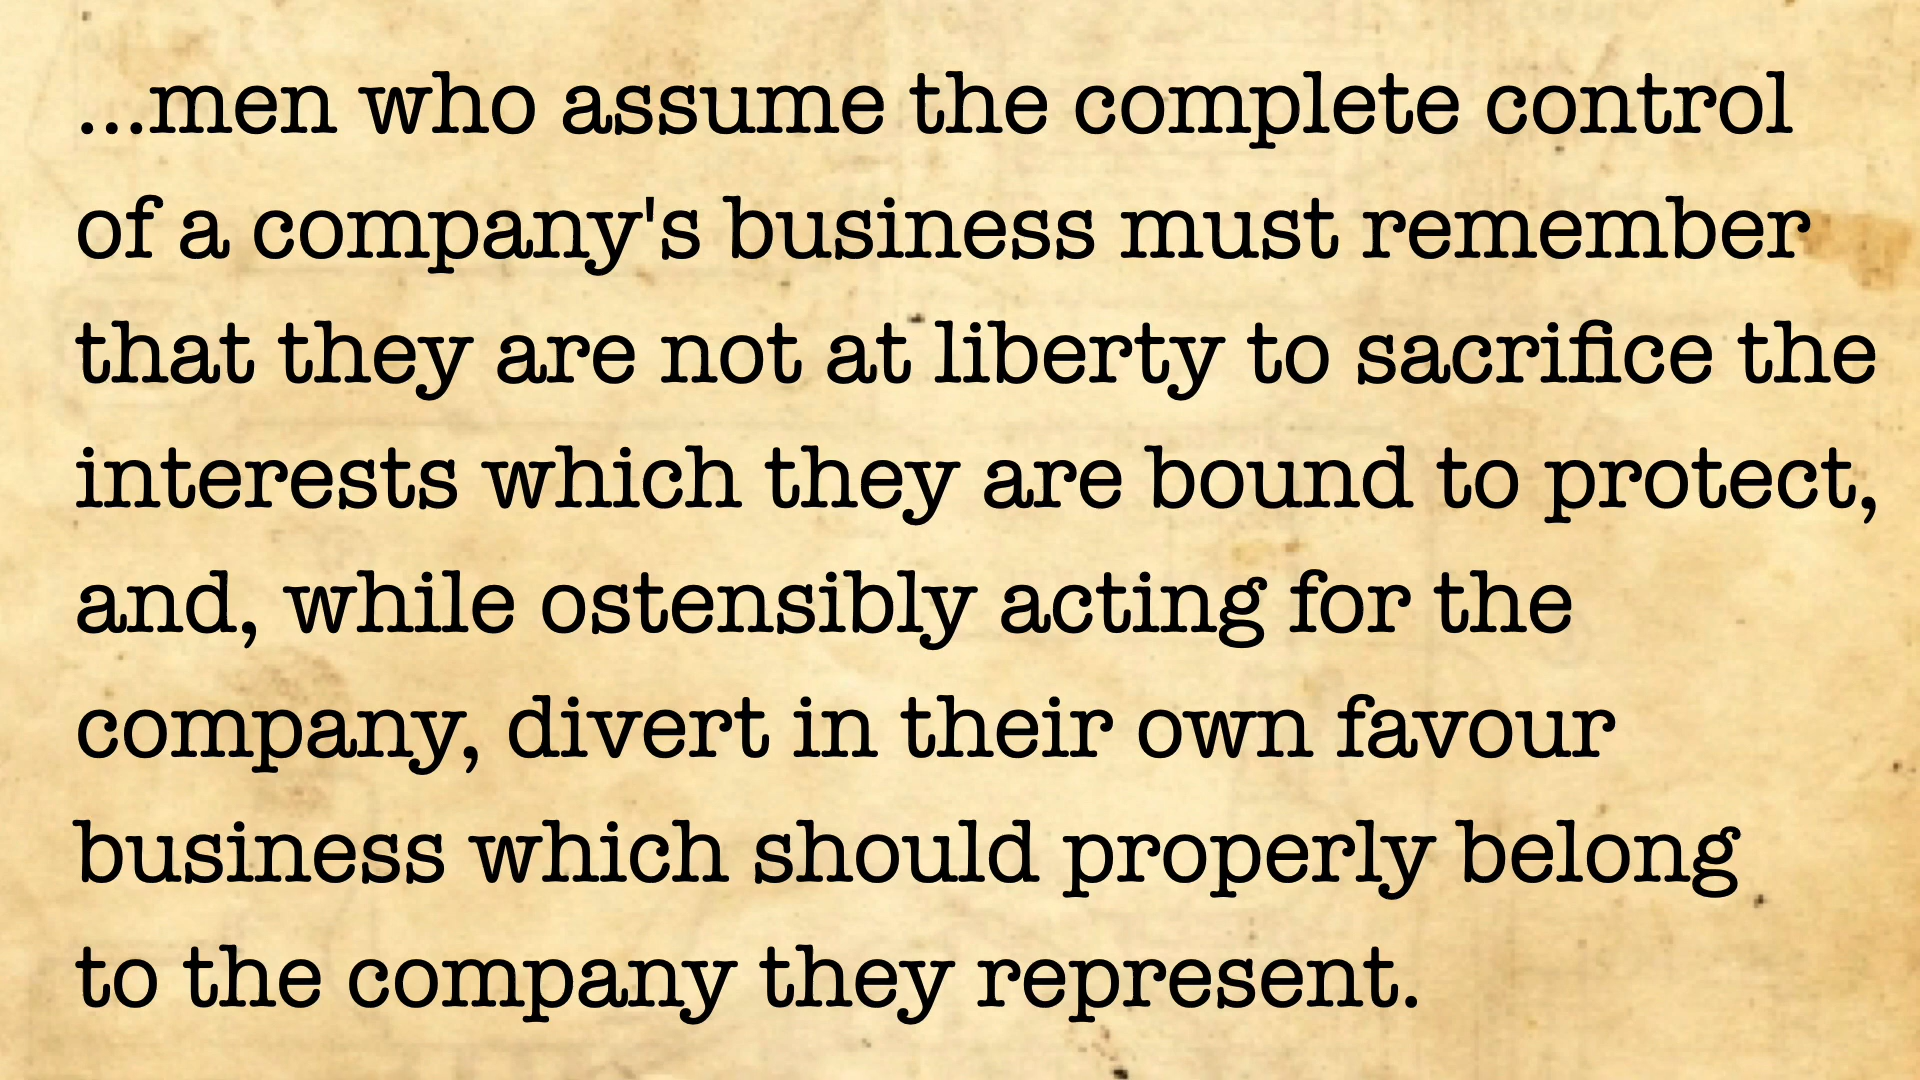 ...men who assume the complete control
of a company's business must remember
that they are not at liberty to sacrifice the
interests which they are bound to protect,
and, while ostensibly acting for the
company, divert in their own favour
business which should properly belong
to the company they represent.